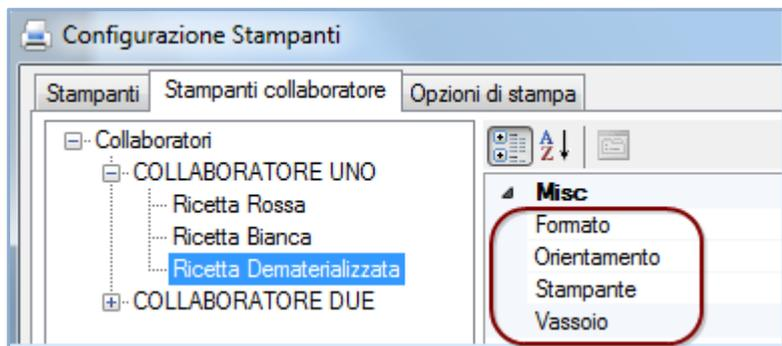 Configurazione Stampanti
Stampanti
Stampanti collaboratore
Opzioni di stampa
Collaboratori
COLLABORATORE UNO
Ricetta Rossa
Ricetta Bianca
Ricetta Dematerializzata
COLLABORATORE DUE
A
Z
Misc
Formato
Orientamento
Stampante
Vassoio